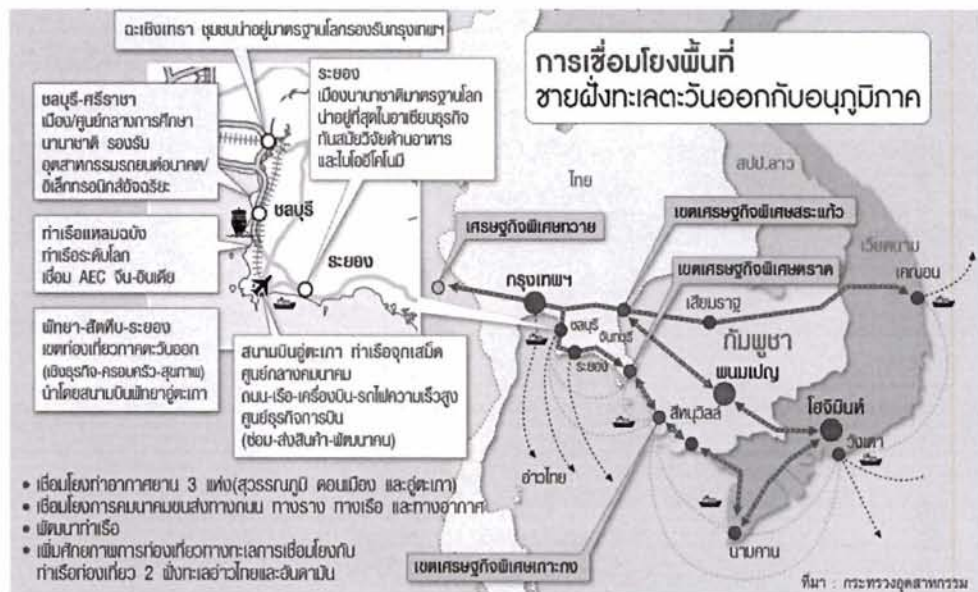 ฉะเชิงเทรา ชุมชนน่าอยู่มาตรฐานโลกรองรับกรุงเทพฯ
การเชื่อมโยงพื้นที่
ชายฝั่งทะเลตะวันออกกับอนุภูมิภาค
ชลบุรี-ศรีราชา
เมือง/ศูนย์กลางการศึกษา
นานาชาติ รองรับ
อุตสาหกรรมรถยนต์อนาคต/
อิเล็กทรอนิกส์อัจฉริยะ
ระยอง
เมืองนานาชาติมาตรฐานโลก
น่าอยู่ที่สุดในอาเซียนธุรกิจ
ทันสมัยวิจัยด้านอาหาร
และไบโออีโคโนมี
ท่าเรือแหลมฉบัง
ท่าเรือระดับโลก
เชื่อม AEC จีน-อินเดีย
พัทยา-สัตหีบ-ระยอง
เขตท่องเที่ยวภาคตะวันออก
(เชิงธุรกิจ-ครอบครัว-สุขภาพ)
นำโดยสนามบินพัทยาอู่ตะเภา
สนามบินอู่ตะเภา ท่าเรือจุกเสม็ด
ศูนย์กลางคมนาคม
ถนน-เรือ-เครื่องบิน-รถไฟความเร็วสูง
ศูนย์ธุรกิจการบิน
(ซ่อม-ส่งสินค้า-พัฒนาคน)
ชลบุรี
ระยอง
ไทย
สปป.ลาว
เวียดนาม
เศรษฐกิจพิเศษทวาย
เขตเศรษฐกิจพิเศษสระแก้ว
เขตเศรษฐกิจพิเศษตราด
กรุงเทพฯ
ชลบุรี
จันทบุรี
ระยอง
เสียมราฐ
กัมพูชา
พนมเปญ
สีหนุวิลล์
โฮจิมินห์
วังเตา
นามคาน
อ่าวไทย
เขตเศรษฐกิจพิเศษเกาะกง
• เชื่อมโยงท่าอากาศยาน 3 แห่ง(สุวรรณภูมิ ดอนเมือง และอู่ตะเภา)
• เชื่อมโยงการคมนาคมขนส่งทางถนน ทางราง ทางเรือ และทางอากาศ
• พัฒนาท่าเรือ
• เพิ่มศักยภาพการท่องเที่ยวทางทะเลการเชื่อมโยงกับ
ท่าเรือท่องเที่ยว 2 ฝั่งทะเลอ่าวไทยและอันดามัน
ที่มา : กระทรวงอุตสาหกรรม